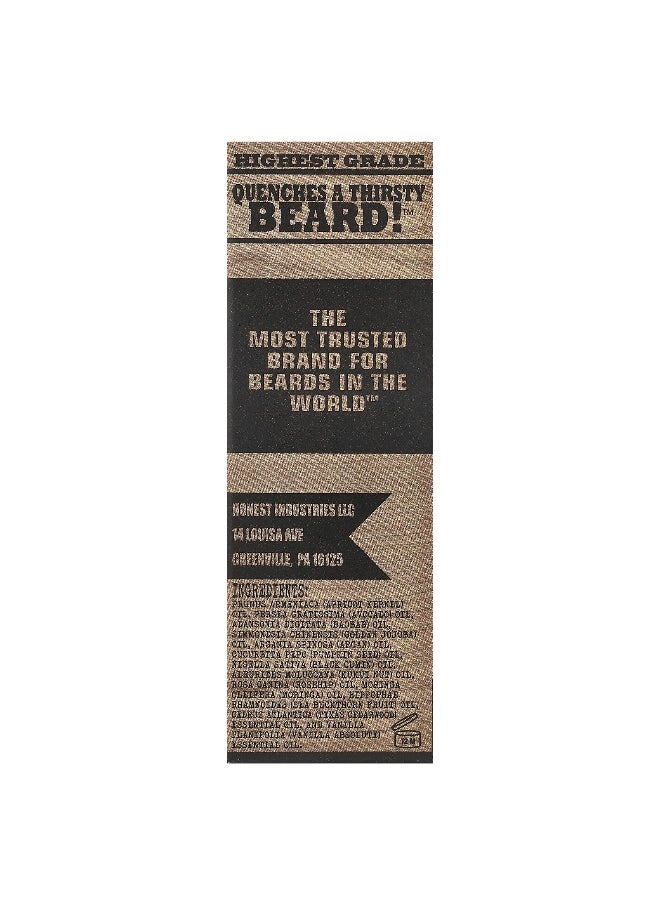 HIGHEST GRADE
QUENCHES A THIRSTY
BEARD!™
THE
MOST TRUSTED
BRAND FOR
BEARDS IN THE
WORLD™
HONEST INDUSTRIES LLC
14 LOUISA AVE
GREENVILLE, PA 16125
INGREDIENTS:
PRUNUS ARMENIACA (APRICOT KERNEL)
OIL, PERSEA GRATISSIMA (AVOCADO) OIL,
ADANSONIA DIGITATA (BAOBAB) OIL,
SIMMONDSIA CHINENSIS (GOLDEN JOJOBA)
OIL, ARGANIA SPINOSA (ARGAN) OIL,
CUCURBITA PEPO (PUMPKIN SEED) OIL,
NIGELLA SATIVA (BLACK CUMIN) OIL,
ALEURITES MOLUCCANA (KUKUI NUT) OIL,
ROSA CANINA (ROSEHIP) OIL, MORINGA
OLEIFERA (MORINGA) OIL, HIPPOPHAE
RHAMNOIDES (SEA BUCKTHORN FRUIT) OIL,
CEDRUS ATLANTICA (TEXAS CEDARWOOD)
ESSENTIAL OIL, AND VANILLA
PLANIFOLIA (VANILLA ABSOLUTE)
ESSENTIAL OIL.
12 M